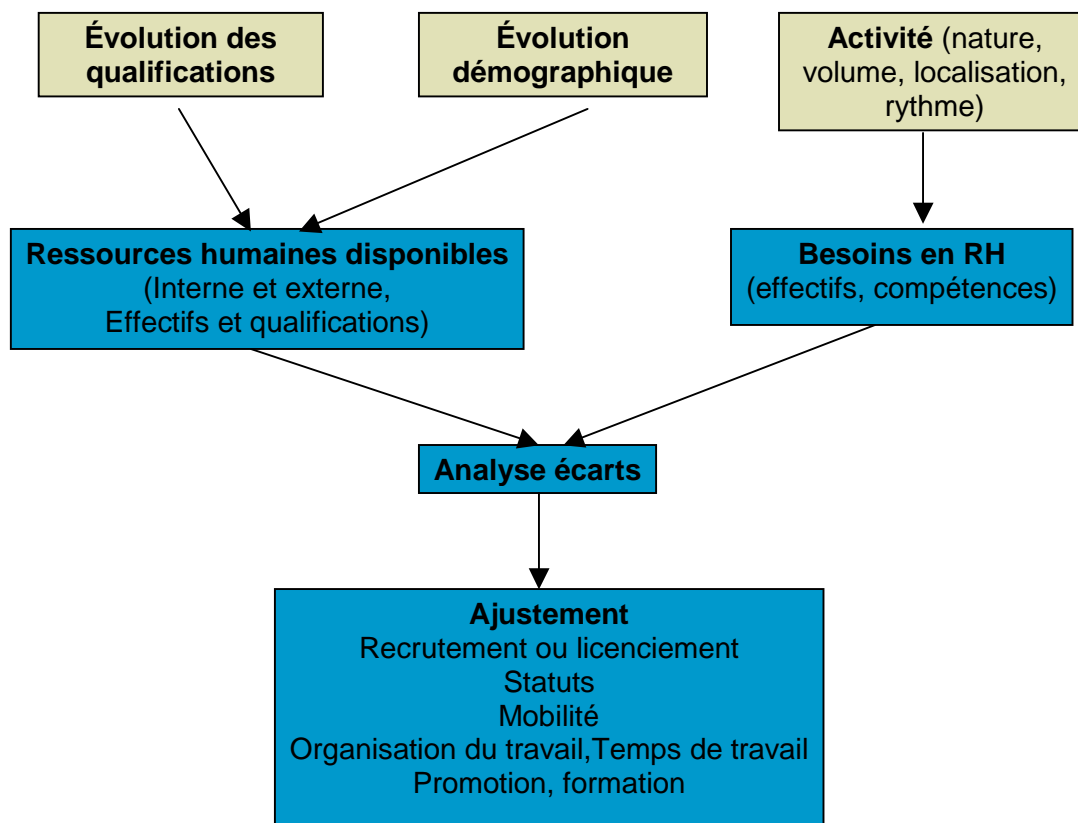 Évolution des
qualifications
Évolution
démographique
Activité (nature,
volume, localisation,
rythme)
Ressources humaines disponibles
(Interne et externe,
Effectifs et qualifications)
Besoins en RH
(effectifs, compétences)
Analyse écarts
Ajustement
Recrutement ou licenciement
Statuts
Mobilité
Organisation du travail,Temps de travail
Promotion, formation